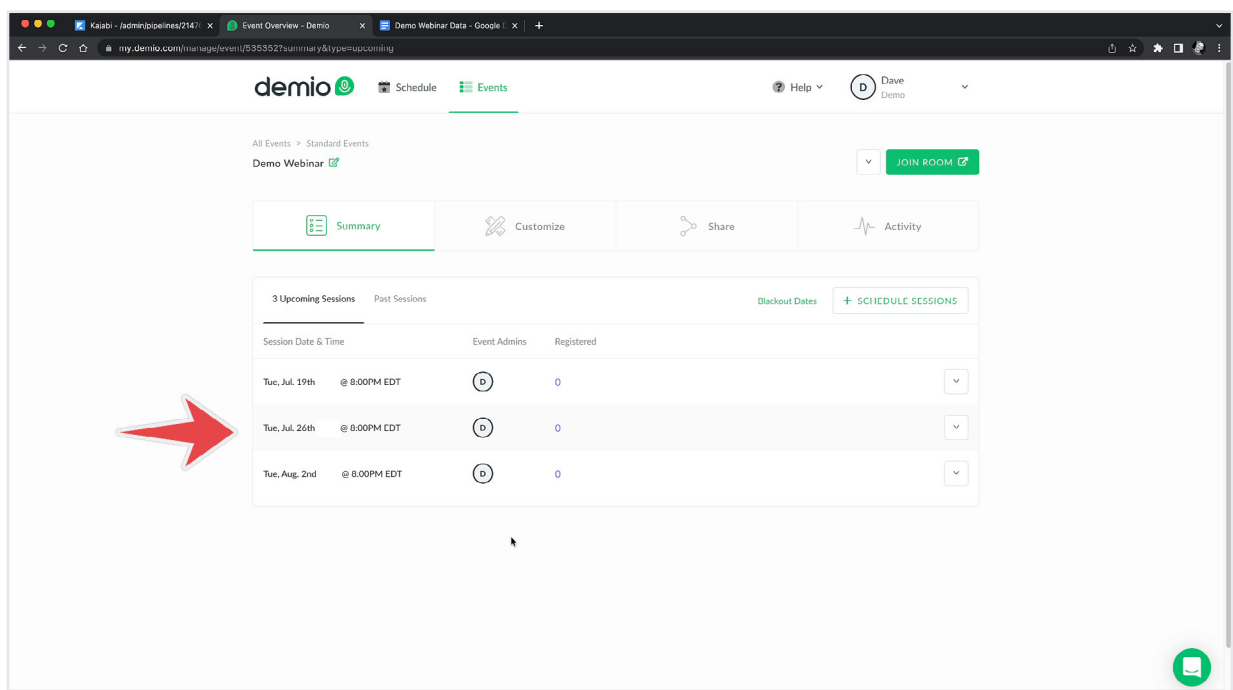 Kajabi - /admin/pipelines/2147
Event Overview - Demio
Demo Webinar Data - Google
my.demio.com/manage/event/535352?summary&type=upcoming
demio
Schedule
Events
Help
D
Dave
Demo
All Events > Standard Events
Demo Webinar
JOIN ROOM
Summary
Customize
Share
Activity
3 Upcoming Sessions
Past Sessions
Blackout Dates
+ SCHEDULE SESSIONS
Session Date & Time Event Admins Registered
Tue, Jul. 19th @ 8:00PM EDT D 0
Tue, Jul. 26th @ 8:00PM EDT D 0
Tue, Aug. 2nd @ 8:00PM EDT D 0